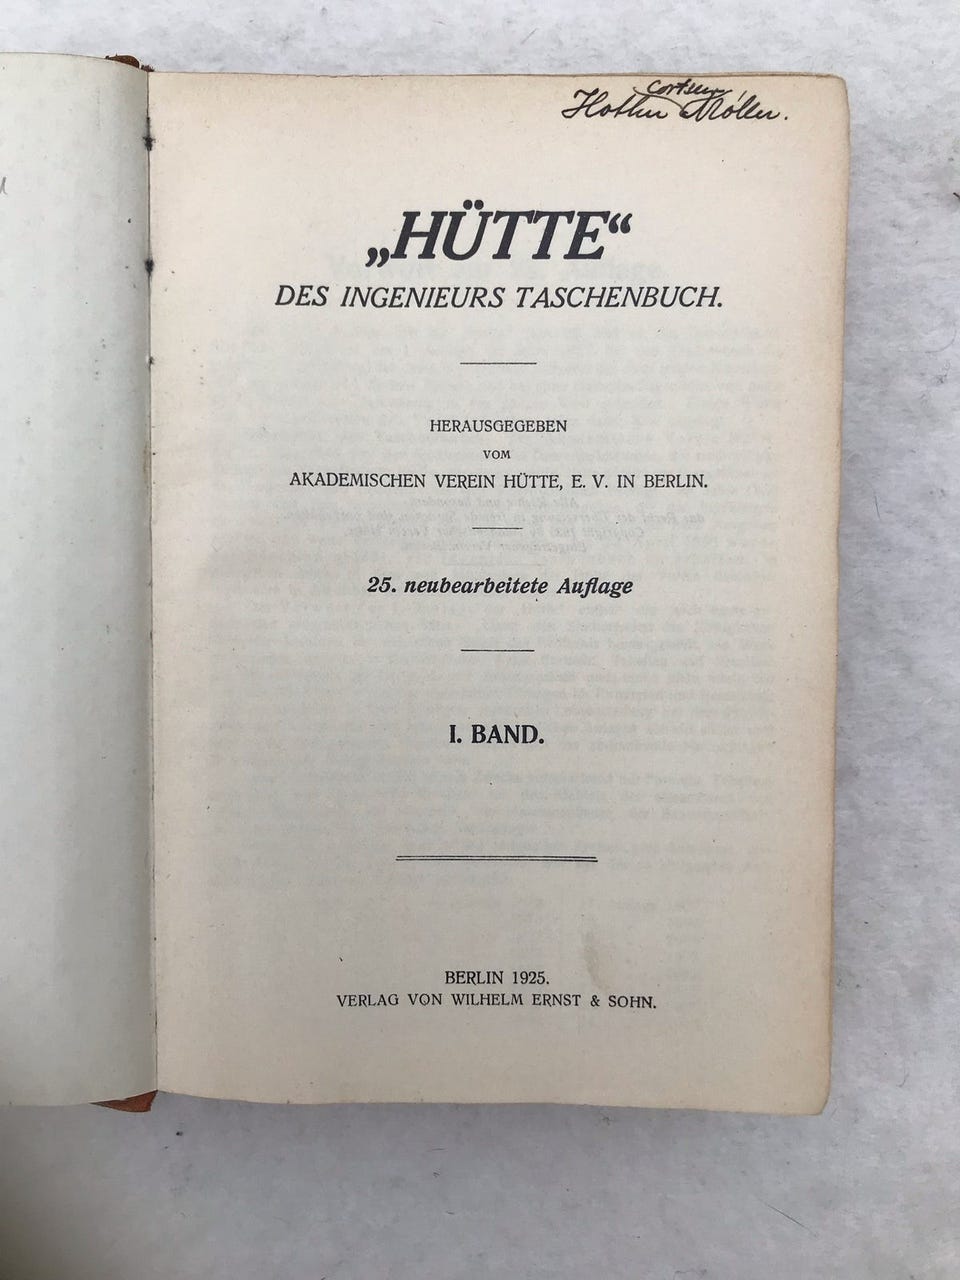 Möller.
„HÜTTE“
DES INGENIEURS TASCHENBUCH.
HERAUSGEGEBEN
VOM
AKADEMISCHEN VEREIN HÜTTE, E. V. IN BERLIN.
25. neubearbeitete Auflage
I. BAND.
BERLIN 1925.
VERLAG VON WILHELM ERNST & SOHN.